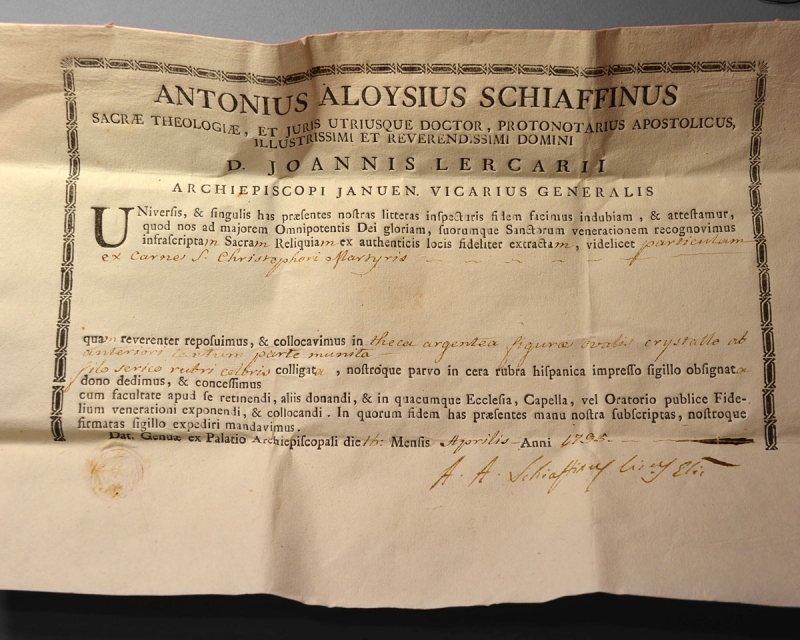 ANTONIUS ALOYSIUS SCHIAFFINUS
SACRÆ THEOLOGIÆ, ET JURIS UTRIUSQUE DOCTOR, PROTONOTARIUS APOSTOLICUS,
ILLUSTRISSIMI ET REVERENDISSIMI DOMINI
D. JOANNIS LERCARII
ARCHIEPISCOPI JANUEN. VICARIUS GENERALIS
UNiversis, & singulis has præsentes nostras litteras inspecturis fidem facimus indubiam, & attestamur,
quod nos ad majorem Omnipotentis Dei gloriam, suorumque Sanctorum venerationem recognovimus
infrascriptam Sacram Reliquiam ex authenticis locis fideliter extractam, videlicet particulam
ex Carne S. Christophori Martyris
quam reverenter reposuimus, & collocavimus in theca argentea figuræ ovalis crystallo ab
anteriori tantum parte munita
filo serico rubri coloris colligata, nostroque parvo in cera rubra hispanica impresso sigillo obsignata
dono dedimus, & concessimus
cum facultate apud se retinendi, aliis donandi, & in quacumque Ecclesia, Capella, vel Oratorio publice Fide-
lium venerationi exponendi, & collocandi. In quorum fidem has præsentes manu nostra subscriptas, nostroque
firmatas sigillo expediri mandavimus.
Dat. Genuæ ex Palatio Archiepiscopali die 16: Mensis Aprilis Anni 1795.
A. A. Schiaffinus